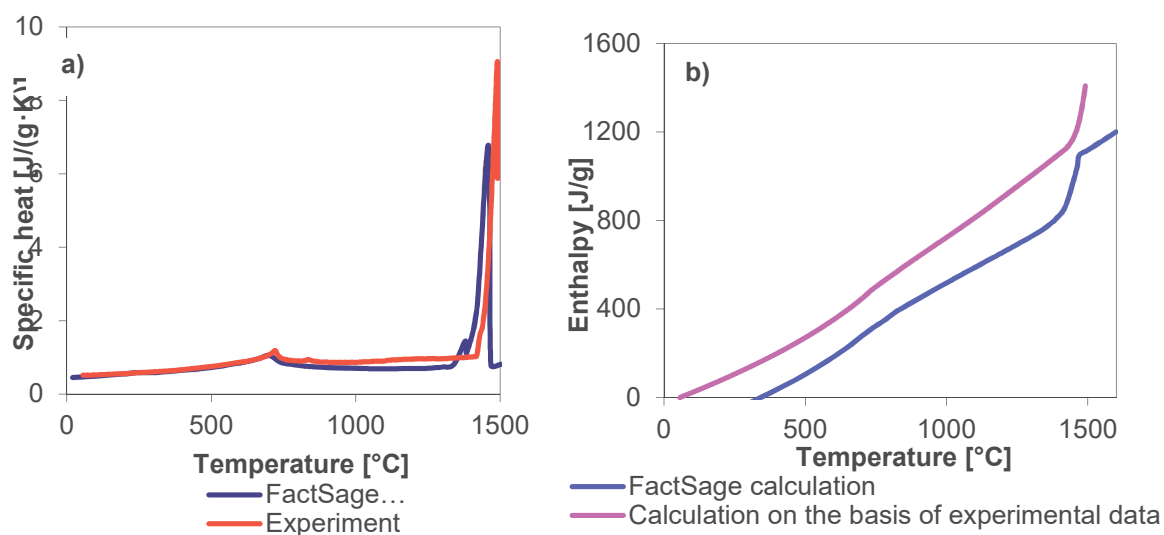 a)
Specific heat [J/(g·K)]
10
8
6
4
2
0
0 500 1000 1500
Temperature [°C]
FactSage…
Experiment
b)
Enthalpy [J/g]
1600
1200
800
400
0
0 500 1000 1500
Temperature [°C]
FactSage calculation
Calculation on the basis of experimental data